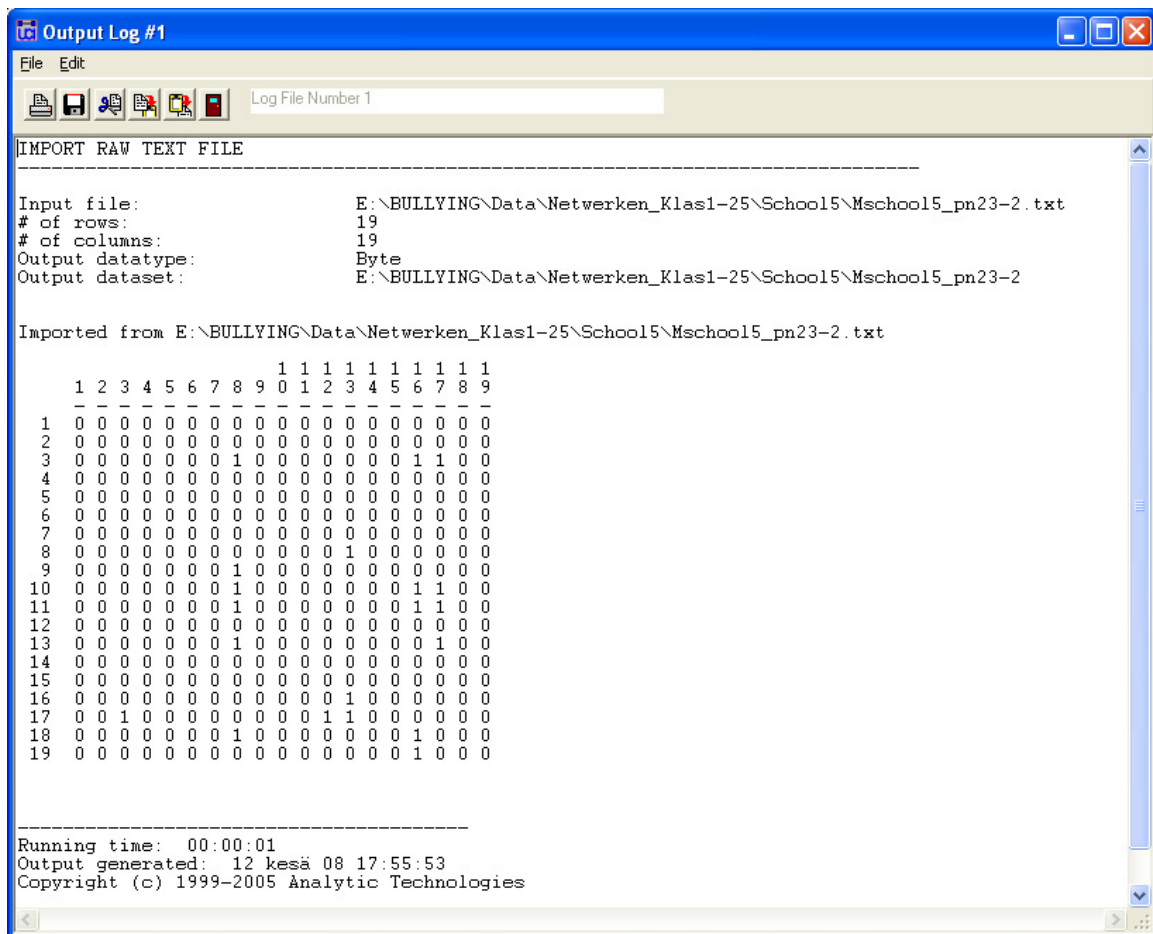 Output Log #1
File Edit
Log File Number 1
IMPORT RAW TEXT FILE
--------------------------------------------------------------------------------
Input file: E:\BULLYING\Data\Netwerken_Klas1-25\School5\Mschool5_pn23-2.txt
# of rows: 19
# of columns: 19
Output datatype: Byte
Output dataset: E:\BULLYING\Data\Netwerken_Klas1-25\School5\Mschool5_pn23-2
Imported from E:\BULLYING\Data\Netwerken_Klas1-25\School5\Mschool5_pn23-2.txt
1 1 1 1 1 1 1 1 1 1
1 2 3 4 5 6 7 8 9 0 1 2 3 4 5 6 7 8 9
- - - - - - - - - - - - - - - - - - -
1 0 0 0 0 0 0 0 0 0 0 0 0 0 0 0 0 0 0 0
2 0 0 0 0 0 0 0 0 0 0 0 0 0 0 0 0 0 0 0
3 0 0 0 0 0 0 0 1 0 0 0 0 0 0 0 1 1 0 0
4 0 0 0 0 0 0 0 0 0 0 0 0 0 0 0 0 0 0 0
5 0 0 0 0 0 0 0 0 0 0 0 0 0 0 0 0 0 0 0
6 0 0 0 0 0 0 0 0 0 0 0 0 0 0 0 0 0 0 0
7 0 0 0 0 0 0 0 0 0 0 0 0 0 0 0 0 0 0 0
8 0 0 0 0 0 0 0 0 0 0 0 0 1 0 0 0 0 0 0
9 0 0 0 0 0 0 0 1 0 0 0 0 0 0 0 0 0 0 0
10 0 0 0 0 0 0 0 1 0 0 0 0 0 0 0 1 1 0 0
11 0 0 0 0 0 0 0 1 0 0 0 0 0 0 0 1 1 0 0
12 0 0 0 0 0 0 0 0 0 0 0 0 0 0 0 0 0 0 0
13 0 0 0 0 0 0 0 1 0 0 0 0 0 0 0 0 1 0 0
14 0 0 0 0 0 0 0 0 0 0 0 0 0 0 0 0 0 0 0
15 0 0 0 0 0 0 0 0 0 0 0 0 0 0 0 0 0 0 0
16 0 0 0 0 0 0 0 0 0 0 0 0 1 0 0 0 0 0 0
17 0 0 1 0 0 0 0 0 0 0 0 1 1 0 0 0 0 0 0
18 0 0 0 0 0 0 0 1 0 0 0 0 0 0 0 1 0 0 0
19 0 0 0 0 0 0 0 0 0 0 0 0 0 0 0 1 0 0 0
----------------------------------------
Running time: 00:00:01
Output generated: 12 kesä 08 17:55:53
Copyright (c) 1999-2005 Analytic Technologies